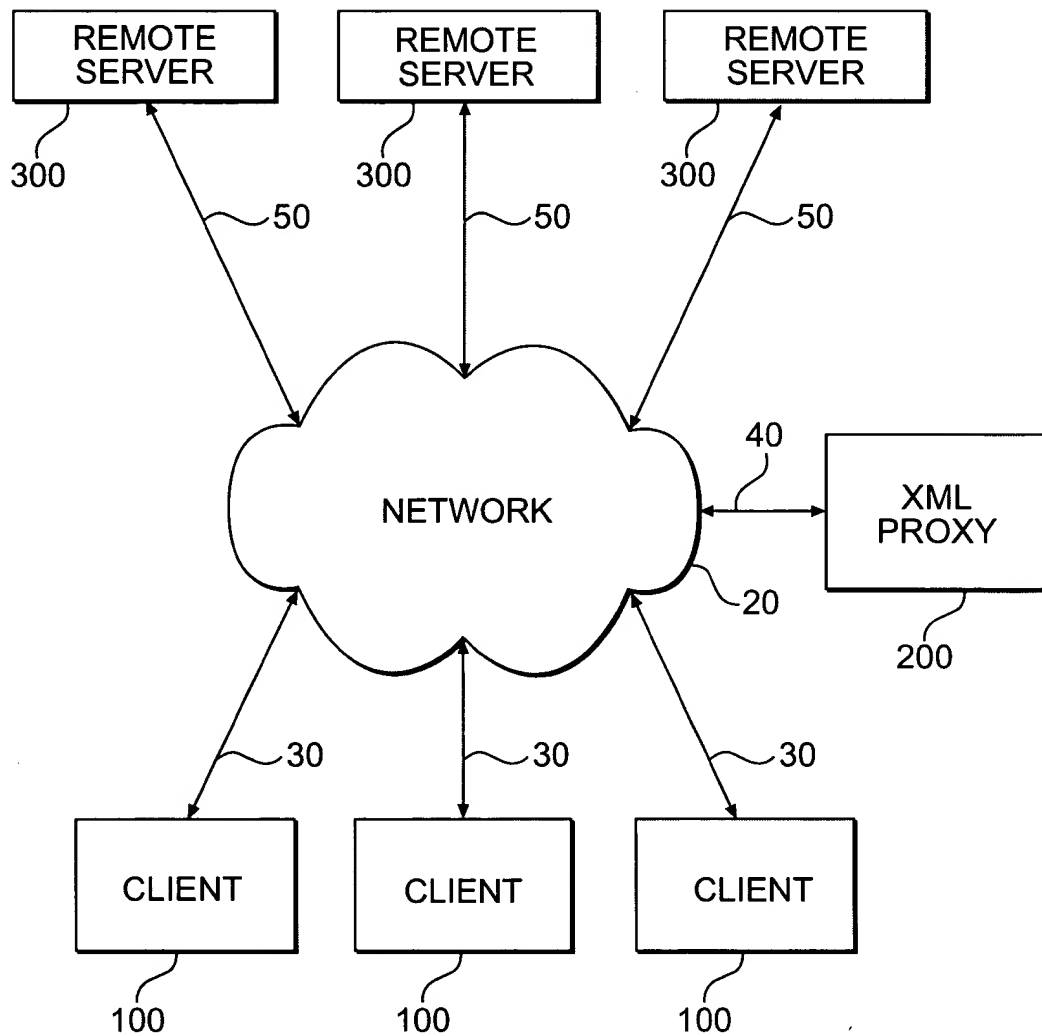 REMOTE
SERVER
REMOTE
SERVER
REMOTE
SERVER
300
300
300
50
50
50
NETWORK
40
XML
PROXY
20
200
30
30
30
CLIENT
CLIENT
CLIENT
100
100
100